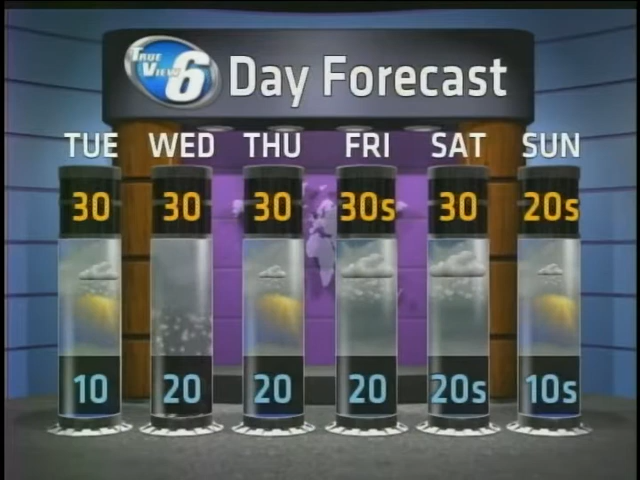 TRUE VIEW 6 Day Forecast
TUE WED THU FRI SAT SUN
30 30 30 30s 30 20s
10 20 20 20 20s 10s